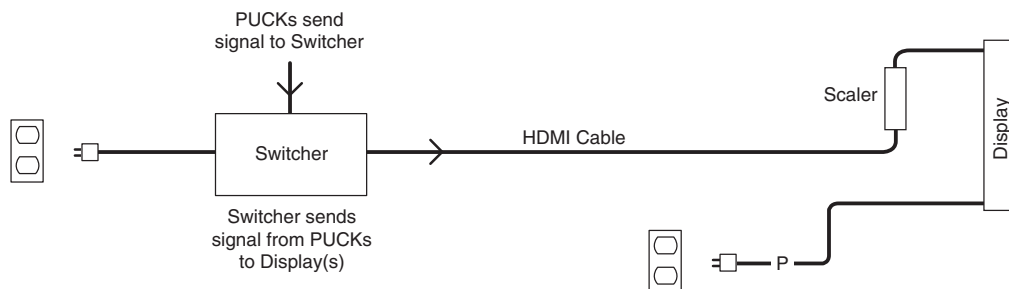 PUCKs send
signal to Switcher
Switcher
Switcher sends
signal from PUCKs
to Display(s)
HDMI Cable
Scaler
Display
P